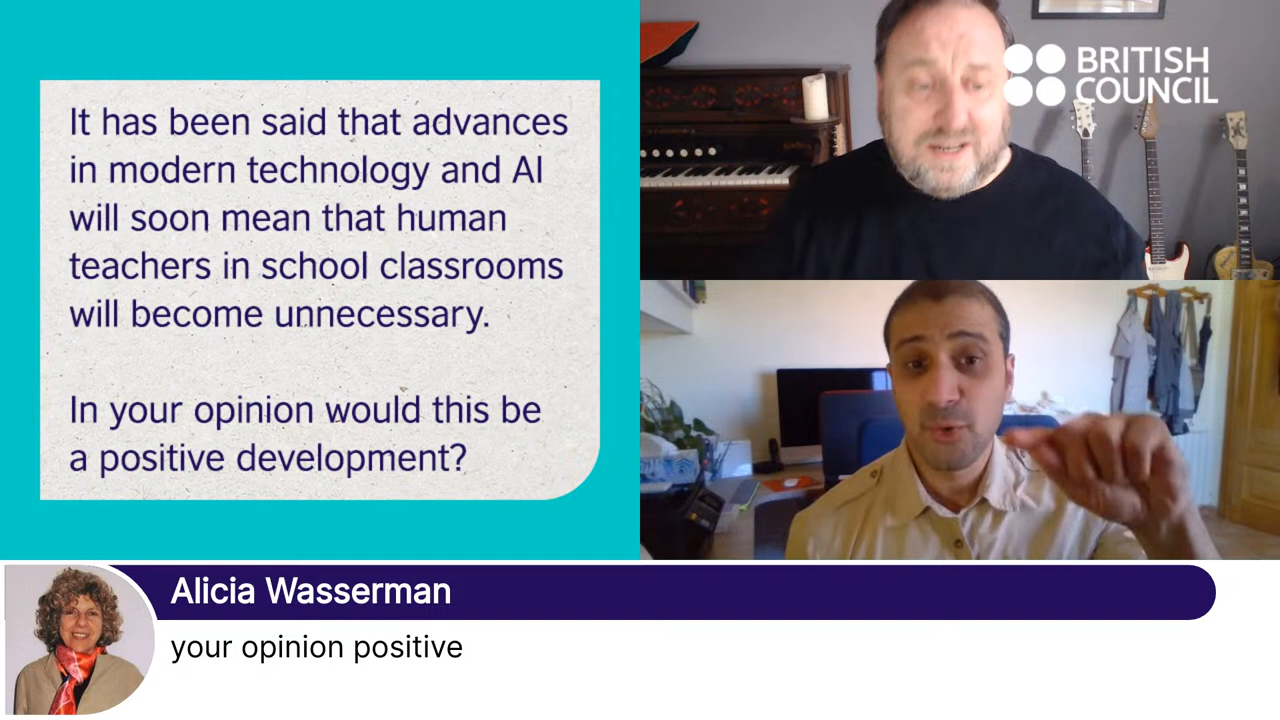 It has been said that advances
in modern technology and AI
will soon mean that human
teachers in school classrooms
will become unnecessary.
In your opinion would this be
a positive development?
BRITISH
COUNCIL
Alicia Wasserman
your opinion positive